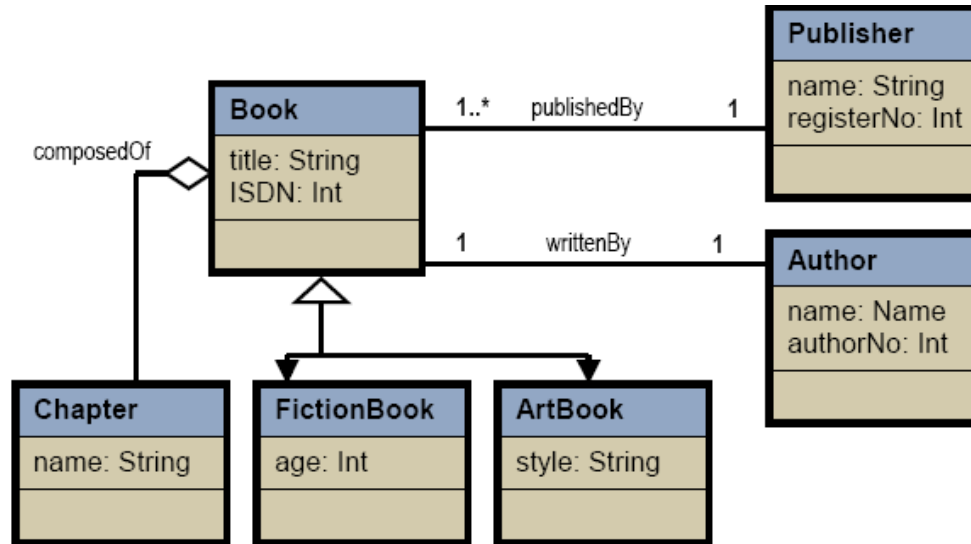 Publisher
name: String
registerNo: Int
Book
title: String
ISDN: Int
1..* publishedBy 1
composedOf
1 writtenBy 1
Author
name: Name
authorNo: Int
Chapter
name: String
FictionBook
age: Int
ArtBook
style: String